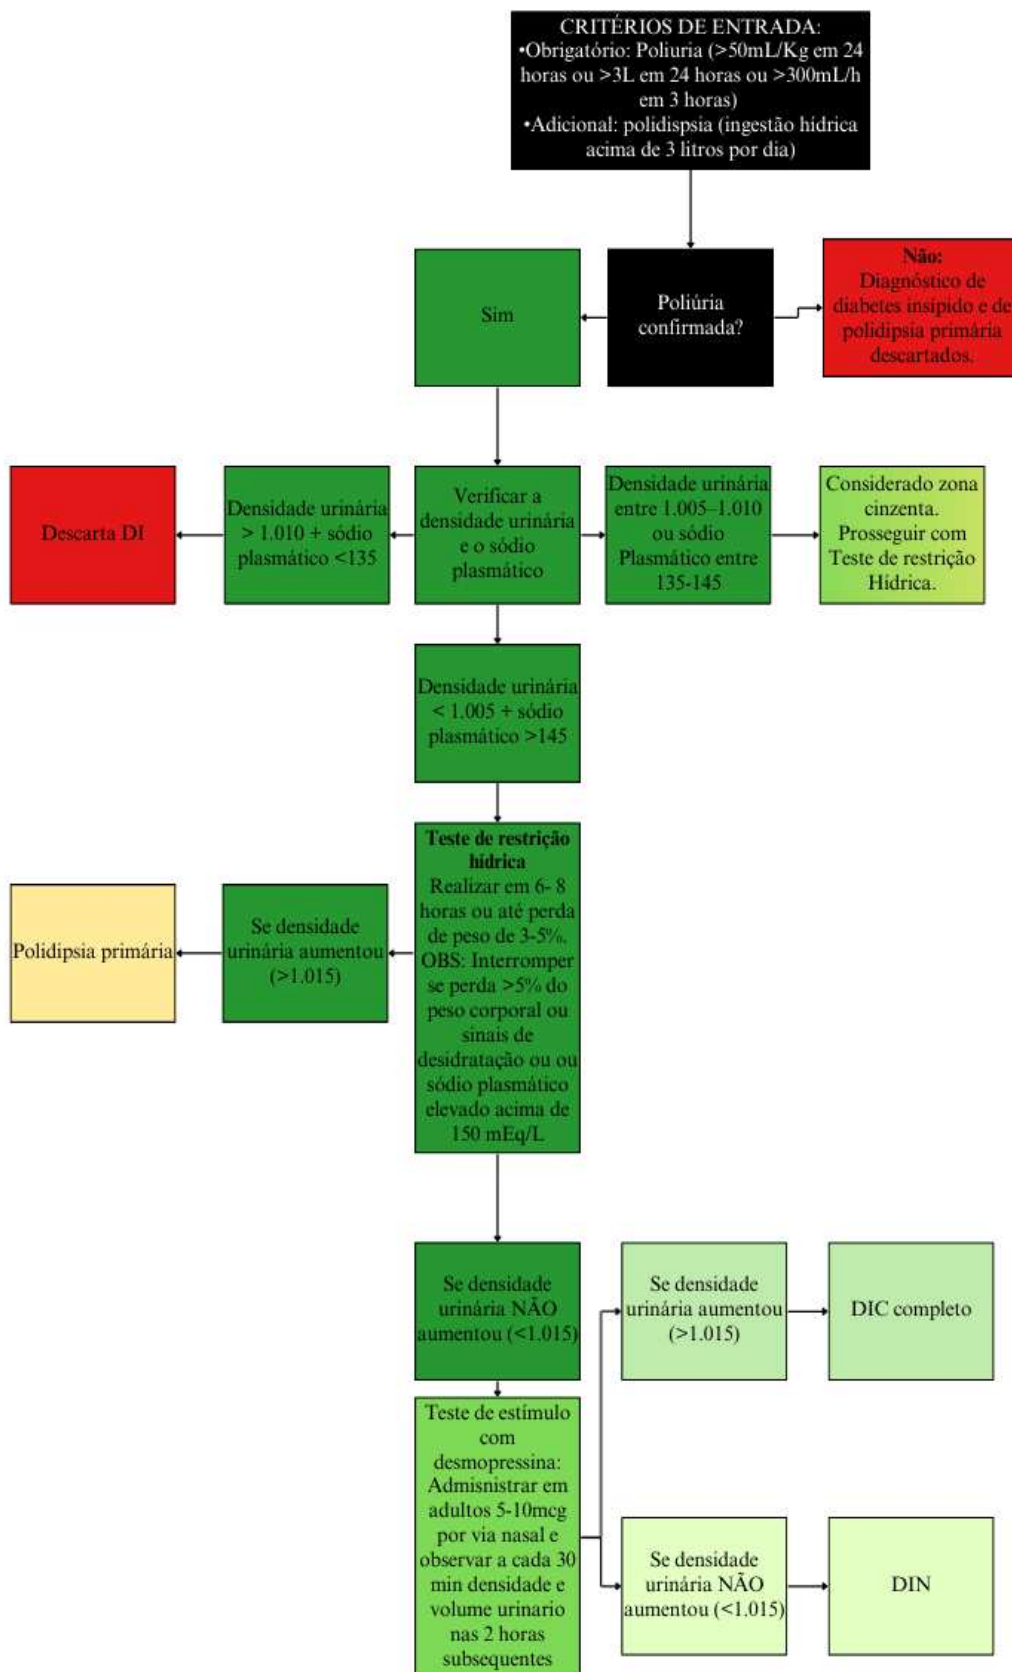 CRITÉRIOS DE ENTRADA:
•Obrigatório: Poliuria (>50mL/Kg em 24
horas ou >3L em 24 horas ou >300mL/h
em 3 horas)
•Adicional: polidispsia (ingestão hídrica
acima de 3 litros por dia)
Sim
Poliúria
confirmada?
Não:
Diagnóstico de
diabetes insipido e de
polidipsia primária
descartados.
Descarta DI
Densidade urinária
> 1.010 + sódio
plasmático <135
Verificar a
densidade urinária
e o sódio
plasmático
Densidade urinária
entre 1.005–1.010
ou sódio
Plasmático entre
135-145
Considerado zona
cinzenta.
Prosseguir com
Teste de restrição
Hídrica.
Densidade urinária
< 1.005 + sódio
plasmático >145
Teste de restrição
hídrica
Realizar em 6- 8
horas ou até perda
de peso de 3-5%.
OBS: Interromper
se perda >5% do
peso corporal ou
sinais de
desidratação ou ou
sódio plasmático
elevado acima de
150 mEq/L
Se densidade
urinária aumentou
(>1.015)
Polidipsia primária
Se densidade
urinária NÃO
aumentou (<1.015)
Se densidade
urinária aumentou
(>1.015)
DIC completo
Teste de estímulo
com
desmopressina:
Admisnistrar em
adultos 5-10mcg
por via nasal e
observar a cada 30
min densidade e
volume urinario
nas 2 horas
subsequentes
Se densidade
urinária NÃO
aumentou (<1.015)
DIN